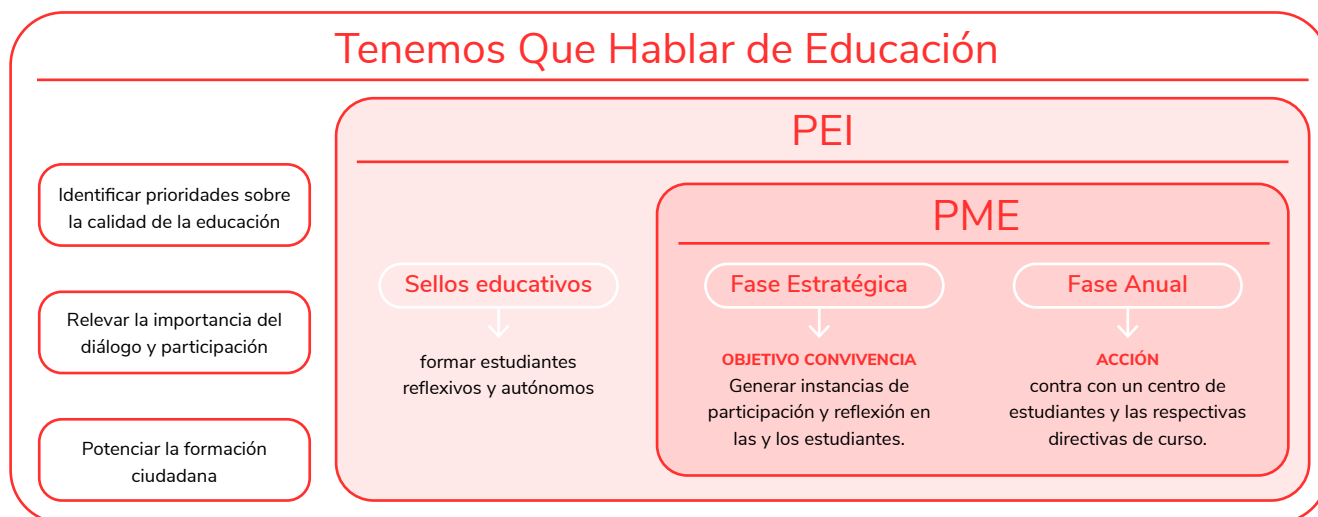 Tenemos Que Hablar de Educación
Identificar prioridades sobre
la calidad de la educación
Relevar la importancia del
diálogo y participación
Potenciar la formación
ciudadana
PEI
Sellos educativos
formar estudiantes
reflexivos y autónomos
PME
Fase Estratégica
OBJETIVO CONVIVENCIA
Generar instancias de
participación y reflexión en
las y los estudiantes.
Fase Anual
ACCIÓN
contra con un centro de
estudiantes y las respectivas
directivas de curso.